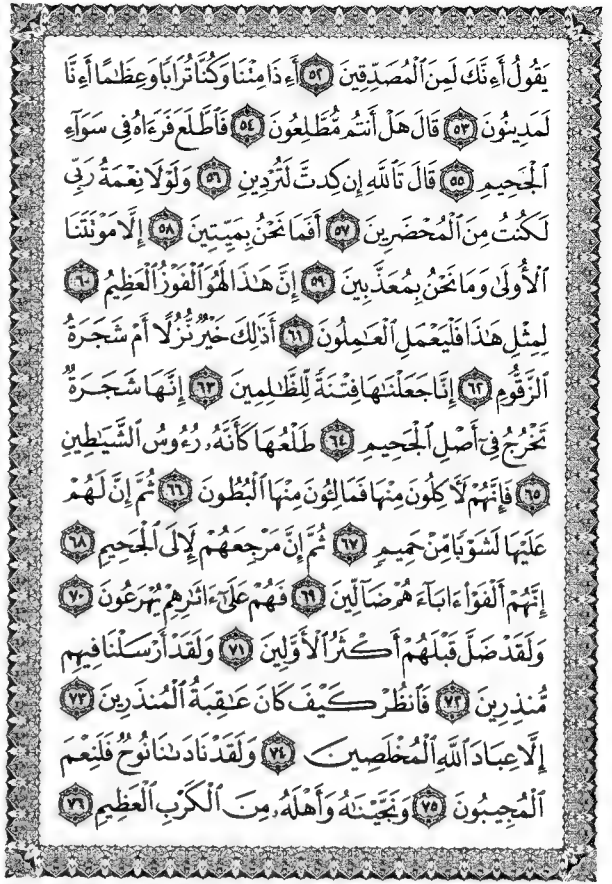 يَقُولُ أَءِنَّكَ لَمِنَ ٱلْمُصَدِّقِينَ ٥٢ أَءِذَا مِتْنَا وَكُنَّا تُرَابًا وَعِظَٰمًا أَءِنَّا
لَمَدِينُونَ ٥٣ قَالَ هَلْ أَنتُم مُّطَّلِعُونَ ٥٤ فَٱطَّلَعَ فَرَءَاهُ فِى سَوَآءِ
ٱلْجَحِيمِ ٥٥ قَالَ تَٱللَّهِ إِن كِدتَّ لَتُرْدِينِ ٥٦ وَلَوْلَا نِعْمَةُ رَبِّى
لَكُنتُ مِنَ ٱلْمُحْضَرِينَ ٥٧ أَفَمَا نَحْنُ بِمَيِّتِينَ ٥٨ إِلَّا مَوْتَتَنَا
ٱلْأُولَىٰ وَمَا نَحْنُ بِمُعَذَّبِينَ ٥٩ إِنَّ هَٰذَا لَهُوَ ٱلْفَوْزُ ٱلْعَظِيمُ ٦٠
لِمِثْلِ هَٰذَا فَلْيَعْمَلِ ٱلْعَٰمِلُونَ ٦١ أَذَٰلِكَ خَيْرٌ نُّزُلًا أَمْ شَجَرَةُ
ٱلزَّقُّومِ ٦٢ إِنَّا جَعَلْنَٰهَا فِتْنَةً لِّلظَّٰلِمِينَ ٦٣ إِنَّهَا شَجَرَةٌ
تَخْرُجُ فِىٓ أَصْلِ ٱلْجَحِيمِ ٦٤ طَلْعُهَا كَأَنَّهُۥ رُءُوسُ ٱلشَّيَٰطِينِ
٦٥ فَإِنَّهُمْ لَءَاكِلُونَ مِنْهَا فَمَالِـُٔونَ مِنْهَا ٱلْبُطُونَ ٦٦ ثُمَّ إِنَّ لَهُمْ
عَلَيْهَا لَشَوْبًا مِّنْ حَمِيمٍ ٦٧ ثُمَّ إِنَّ مَرْجِعَهُمْ لَإِلَى ٱلْجَحِيمِ ٦٨
إِنَّهُمْ أَلْفَوْا۟ ءَابَآءَهُمْ ضَآلِّينَ ٦٩ فَهُمْ عَلَىٰٓ ءَاثَٰرِهِمْ يُهْرَعُونَ ٧٠
وَلَقَدْ ضَلَّ قَبْلَهُمْ أَكْثَرُ ٱلْأَوَّلِينَ ٧١ وَلَقَدْ أَرْسَلْنَا فِيهِم
مُّنذِرِينَ ٧٢ فَٱنظُرْ كَيْفَ كَانَ عَٰقِبَةُ ٱلْمُنذَرِينَ ٧٣
إِلَّا عِبَادَ ٱللَّهِ ٱلْمُخْلَصِينَ ٧٤ وَلَقَدْ نَادَىٰنَا نُوحٌ فَلَنِعْمَ
ٱلْمُجِيبُونَ ٧٥ وَنَجَّيْنَٰهُ وَأَهْلَهُۥ مِنَ ٱلْكَرْبِ ٱلْعَظِيمِ ٧٦